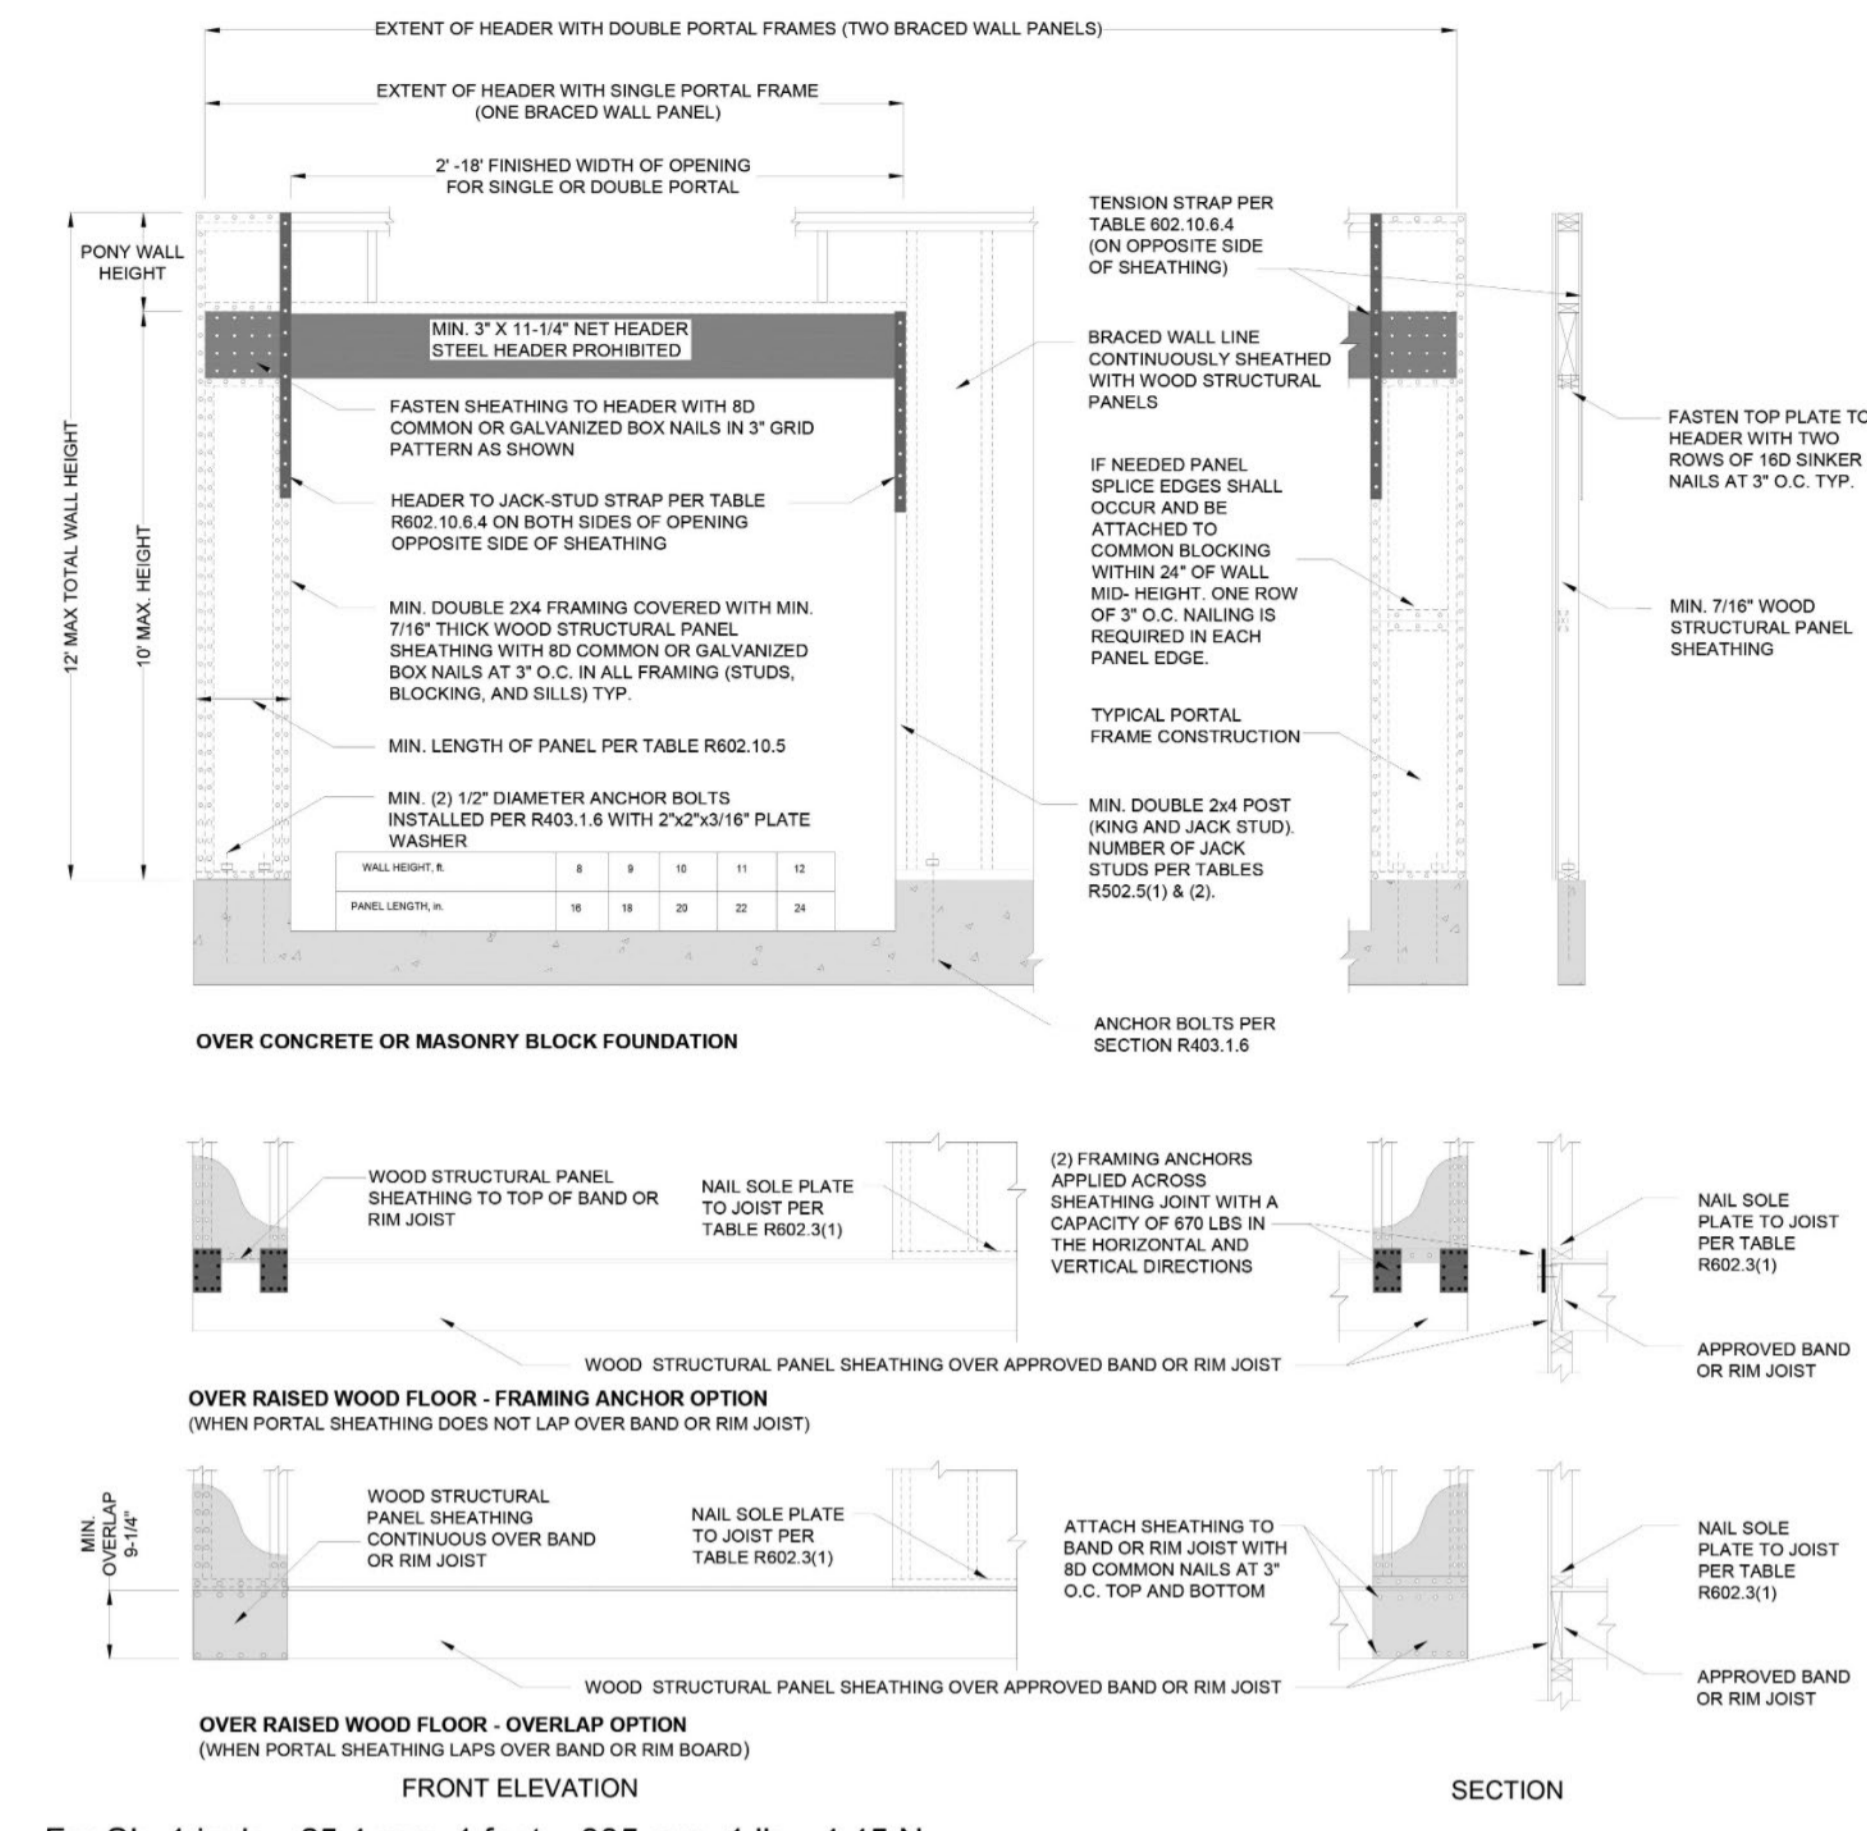 EXTENT OF HEADER WITH DOUBLE PORTAL FRAMES (TWO BRACED WALL PANELS)
EXTENT OF HEADER WITH SINGLE PORTAL FRAME
(ONE BRACED WALL PANEL)
2' -18' FINISHED WIDTH OF OPENING
FOR SINGLE OR DOUBLE PORTAL
PONY WALL
HEIGHT
12' MAX TOTAL WALL HEIGHT
10' MAX. HEIGHT
MIN. 3" X 11-1/4" NET HEADER
STEEL HEADER PROHIBITED
FASTEN SHEATHING TO HEADER WITH 8D
COMMON OR GALVANIZED BOX NAILS IN 3" GRID
PATTERN AS SHOWN
HEADER TO JACK-STUD STRAP PER TABLE
R602.10.6.4 ON BOTH SIDES OF OPENING
OPPOSITE SIDE OF SHEATHING
MIN. DOUBLE 2X4 FRAMING COVERED WITH MIN.
7/16" THICK WOOD STRUCTURAL PANEL
SHEATHING WITH 8D COMMON OR GALVANIZED
BOX NAILS AT 3" O.C. IN ALL FRAMING (STUDS,
BLOCKING, AND SILLS) TYP.
MIN. LENGTH OF PANEL PER TABLE R602.10.5
MIN. (2) 1/2" DIAMETER ANCHOR BOLTS
INSTALLED PER R403.1.6 WITH 2"x2"x3/16" PLATE
WASHER
WALL HEIGHT, ft. 8 9 10 11 12
PANEL LENGTH, in. 16 18 20 22 24
TENSION STRAP PER
TABLE 602.10.6.4
(ON OPPOSITE SIDE
OF SHEATHING)
BRACED WALL LINE
CONTINUOUSLY SHEATHED
WITH WOOD STRUCTURAL
PANELS
IF NEEDED PANEL
SPLICE EDGES SHALL
OCCUR AND BE
ATTACHED TO
COMMON BLOCKING
WITHIN 24" OF WALL
MID- HEIGHT. ONE ROW
OF 3" O.C. NAILING IS
REQUIRED IN EACH
PANEL EDGE.
TYPICAL PORTAL
FRAME CONSTRUCTION
MIN. DOUBLE 2x4 POST
(KING AND JACK STUD).
NUMBER OF JACK
STUDS PER TABLES
R502.5(1) & (2).
ANCHOR BOLTS PER
SECTION R403.1.6
FASTEN TOP PLATE TO
HEADER WITH TWO
ROWS OF 16D SINKER
NAILS AT 3" O.C. TYP.
MIN. 7/16" WOOD
STRUCTURAL PANEL
SHEATHING
OVER CONCRETE OR MASONRY BLOCK FOUNDATION
WOOD STRUCTURAL PANEL
SHEATHING TO TOP OF BAND OR
RIM JOIST
NAIL SOLE PLATE
TO JOIST PER
TABLE R602.3(1)
(2) FRAMING ANCHORS
APPLIED ACROSS
SHEATHING JOINT WITH A
CAPACITY OF 670 LBS IN
THE HORIZONTAL AND
VERTICAL DIRECTIONS
NAIL SOLE
PLATE TO JOIST
PER TABLE
R602.3(1)
WOOD STRUCTURAL PANEL SHEATHING OVER APPROVED BAND OR RIM JOIST
APPROVED BAND
OR RIM JOIST
OVER RAISED WOOD FLOOR - FRAMING ANCHOR OPTION
(WHEN PORTAL SHEATHING DOES NOT LAP OVER BAND OR RIM JOIST)
MIN.
OVERLAP
9-1/4"
WOOD STRUCTURAL
PANEL SHEATHING
CONTINUOUS OVER BAND
OR RIM JOIST
NAIL SOLE PLATE
TO JOIST PER
TABLE R602.3(1)
ATTACH SHEATHING TO
BAND OR RIM JOIST WITH
8D COMMON NAILS AT 3"
O.C. TOP AND BOTTOM
NAIL SOLE
PLATE TO JOIST
PER TABLE
R602.3(1)
WOOD STRUCTURAL PANEL SHEATHING OVER APPROVED BAND OR RIM JOIST
APPROVED BAND
OR RIM JOIST
OVER RAISED WOOD FLOOR - OVERLAP OPTION
(WHEN PORTAL SHEATHING LAPS OVER BAND OR RIM BOARD)
FRONT ELEVATION
SECTION